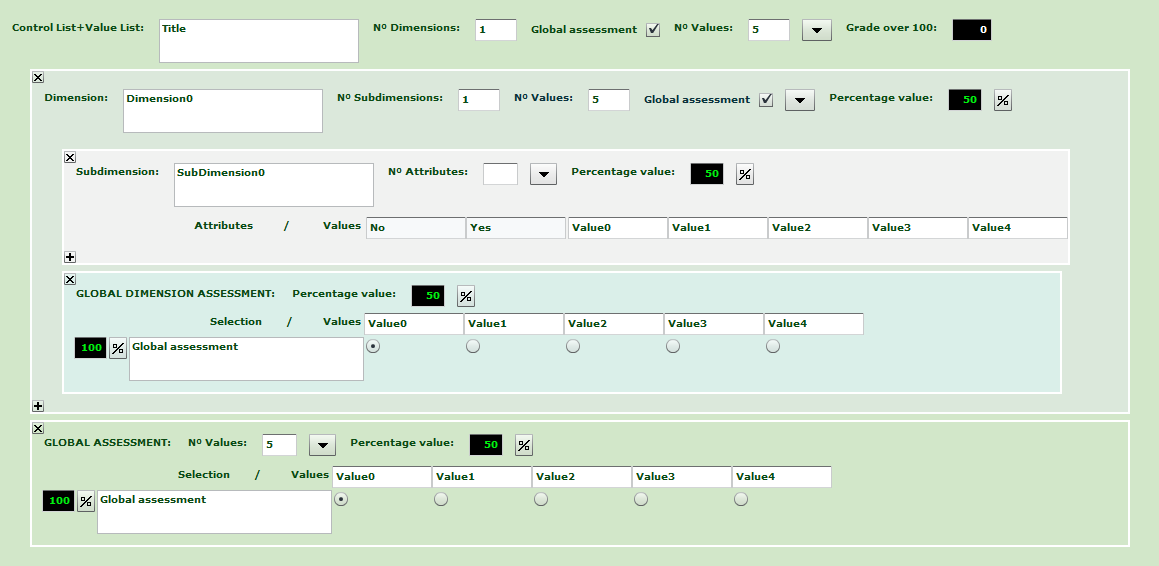 Control List+Value List: Title Nº Dimensions: 1 Global assessment Nº Values: 5 Grade over 100: 0
Dimension: Dimension0 Nº Subdimensions: 1 Nº Values: 5 Global assessment Percentage value: 50 %
Subdimension: SubDimension0 Nº Attributes: Percentage value: 50 %
Attributes / Values No Yes Value0 Value1 Value2 Value3 Value4
GLOBAL DIMENSION ASSESSMENT: Percentage value: 50 %
Selection / Values Value0 Value1 Value2 Value3 Value4
100 % Global assessment
GLOBAL ASSESSMENT: Nº Values: 5 Percentage value: 50 %
Selection / Values Value0 Value1 Value2 Value3 Value4
100 % Global assessment